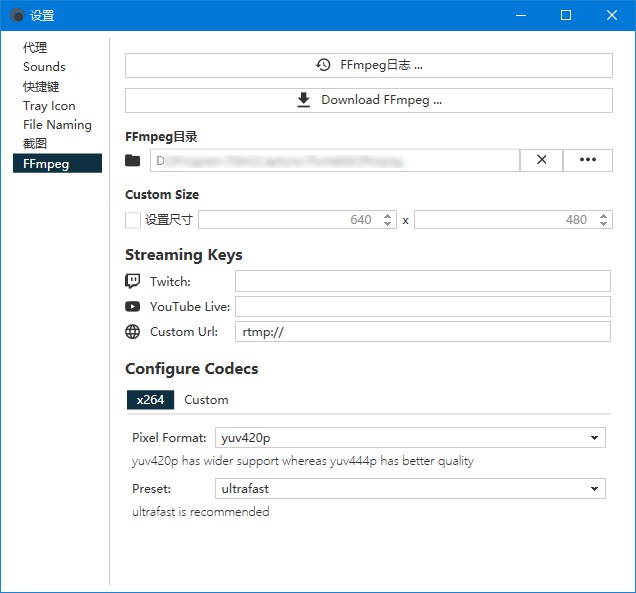 设置
代理
Sounds
快捷键
Tray Icon
File Naming
截图
FFmpeg
FFmpeg日志 ...
Download FFmpeg ...
FFmpeg目录
Custom Size
设置尺寸 640 x 480
Streaming Keys
Twitch:
YouTube Live:
Custom Url: rtmp://
Configure Codecs
x264 Custom
Pixel Format: yuv420p
yuv420p has wider support whereas yuv444p has better quality
Preset: ultrafast
ultrafast is recommended